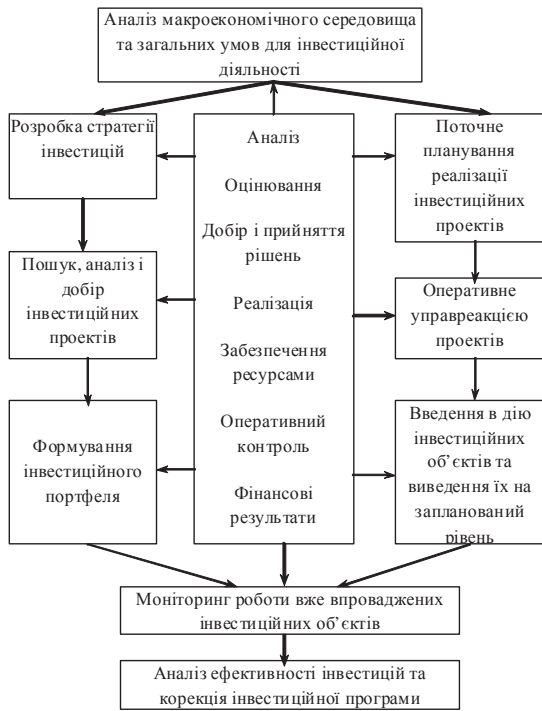 Аналіз макроекономічного середовища
та загальних умов для інвестиційної
діяльності
Розробка стратегії
інвестицій
Пошук, аналіз і
добір
інвестиційних
проектів
Формування
інвестиційного
портфеля
Аналіз
Оцінювання
Добір і прийняття
рішень
Реалізація
Забезпечення
ресурсами
Оперативний
контроль
Фінансові
результати
Поточне
планування
реалізації
інвестиційних
проектів
Оперативне
управреакцією
проектів
Введення в дію
інвестиційних
об’єктів та
виведення їх на
запланований
рівень
Моніторинг роботи вже впроваджених
інвестиційних об’єктів
Аналіз ефективності інвестицій та
корекція інвестиційної програми